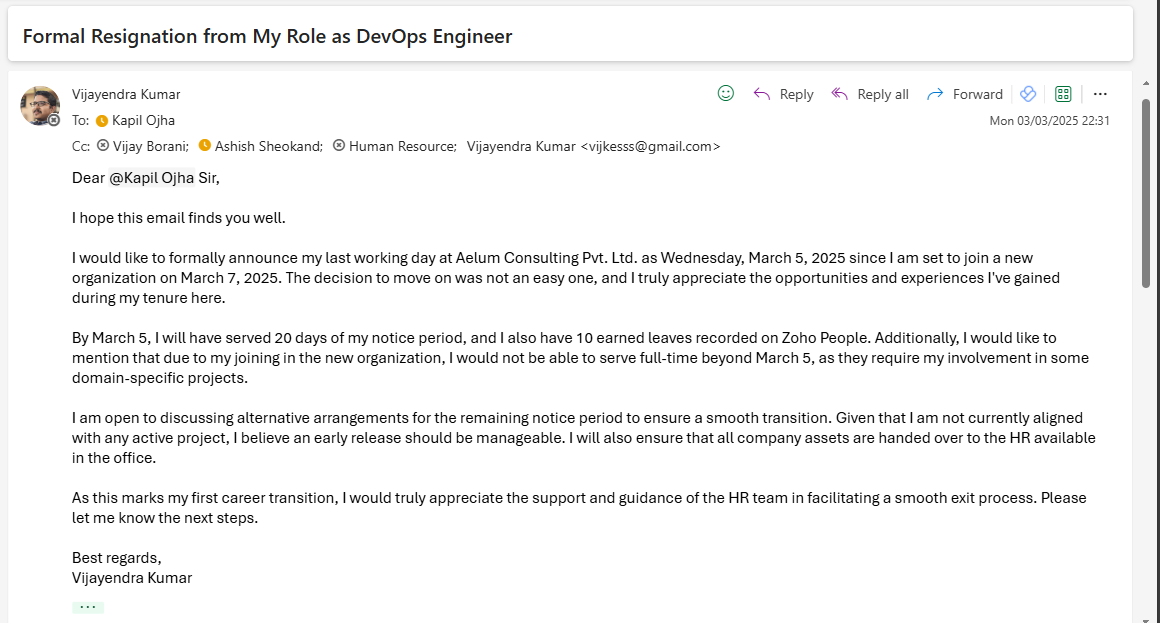 Formal Resignation from My Role as DevOps Engineer
Vijayendra Kumar
Reply
Reply all
Forward
To: Kapil Ojha
Mon 03/03/2025 22:31
Cc: Vijay Borani; Ashish Sheokand; Human Resource; Vijayendra Kumar <vijkesss@gmail.com>
Dear @Kapil Ojha Sir,
I hope this email finds you well.
I would like to formally announce my last working day at Aelum Consulting Pvt. Ltd. as Wednesday, March 5, 2025 since I am set to join a new
organization on March 7, 2025. The decision to move on was not an easy one, and I truly appreciate the opportunities and experiences I've gained
during my tenure here.
By March 5, I will have served 20 days of my notice period, and I also have 10 earned leaves recorded on Zoho People. Additionally, I would like to
mention that due to my joining in the new organization, I would not be able to serve full-time beyond March 5, as they require my involvement in some
domain-specific projects.
I am open to discussing alternative arrangements for the remaining notice period to ensure a smooth transition. Given that I am not currently aligned
with any active project, I believe an early release should be manageable. I will also ensure that all company assets are handed over to the HR available
in the office.
As this marks my first career transition, I would truly appreciate the support and guidance of the HR team in facilitating a smooth exit process. Please
let me know the next steps.
Best regards,
Vijayendra Kumar